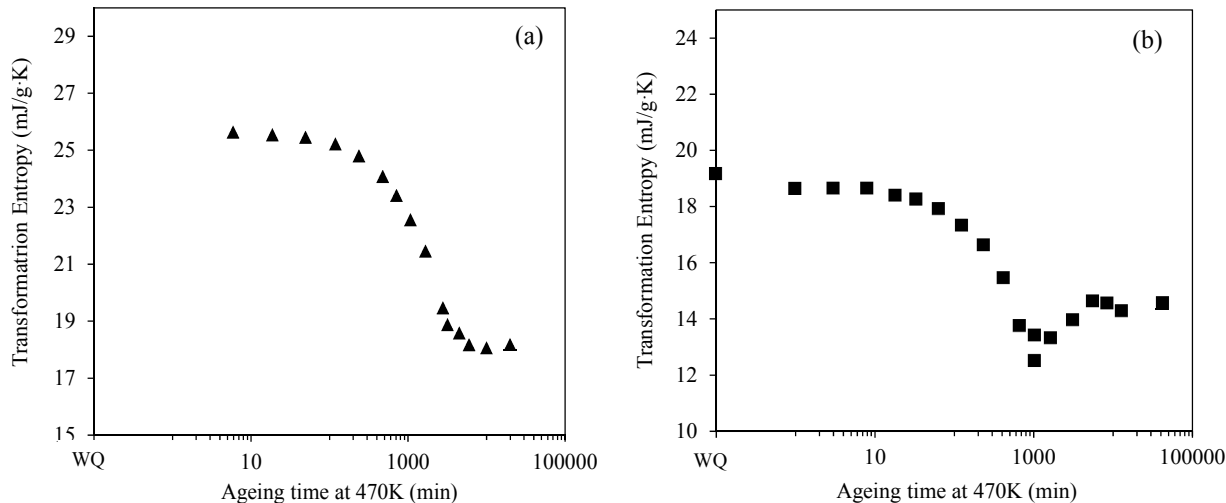 (a)
Transformatrion Entropy (mJ/g·K)
29
27
25
23
21
19
17
15
WQ
10
1000
100000
Ageing time at 470K (min)
(b)
Transformation Entropy (mJ/g·K)
24
22
20
18
16
14
12
10
WQ
10
1000
100000
Ageing time at 470K (min)